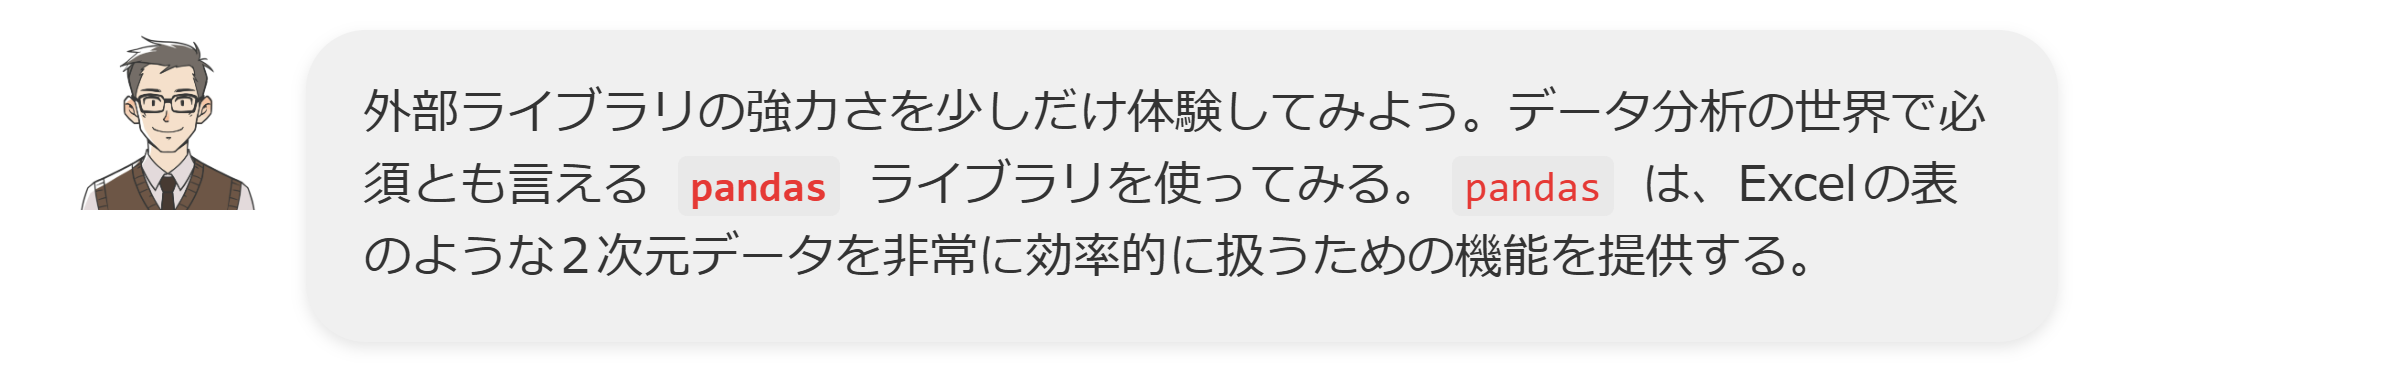 外部ライブラリの強力さを少しだけ体験してみよう。データ分析の世界で必
須とも言える pandas ライブラリを使ってみる。 pandas は、Excelの表
のような２次元データを非常に効率的に扱うための機能を提供する。